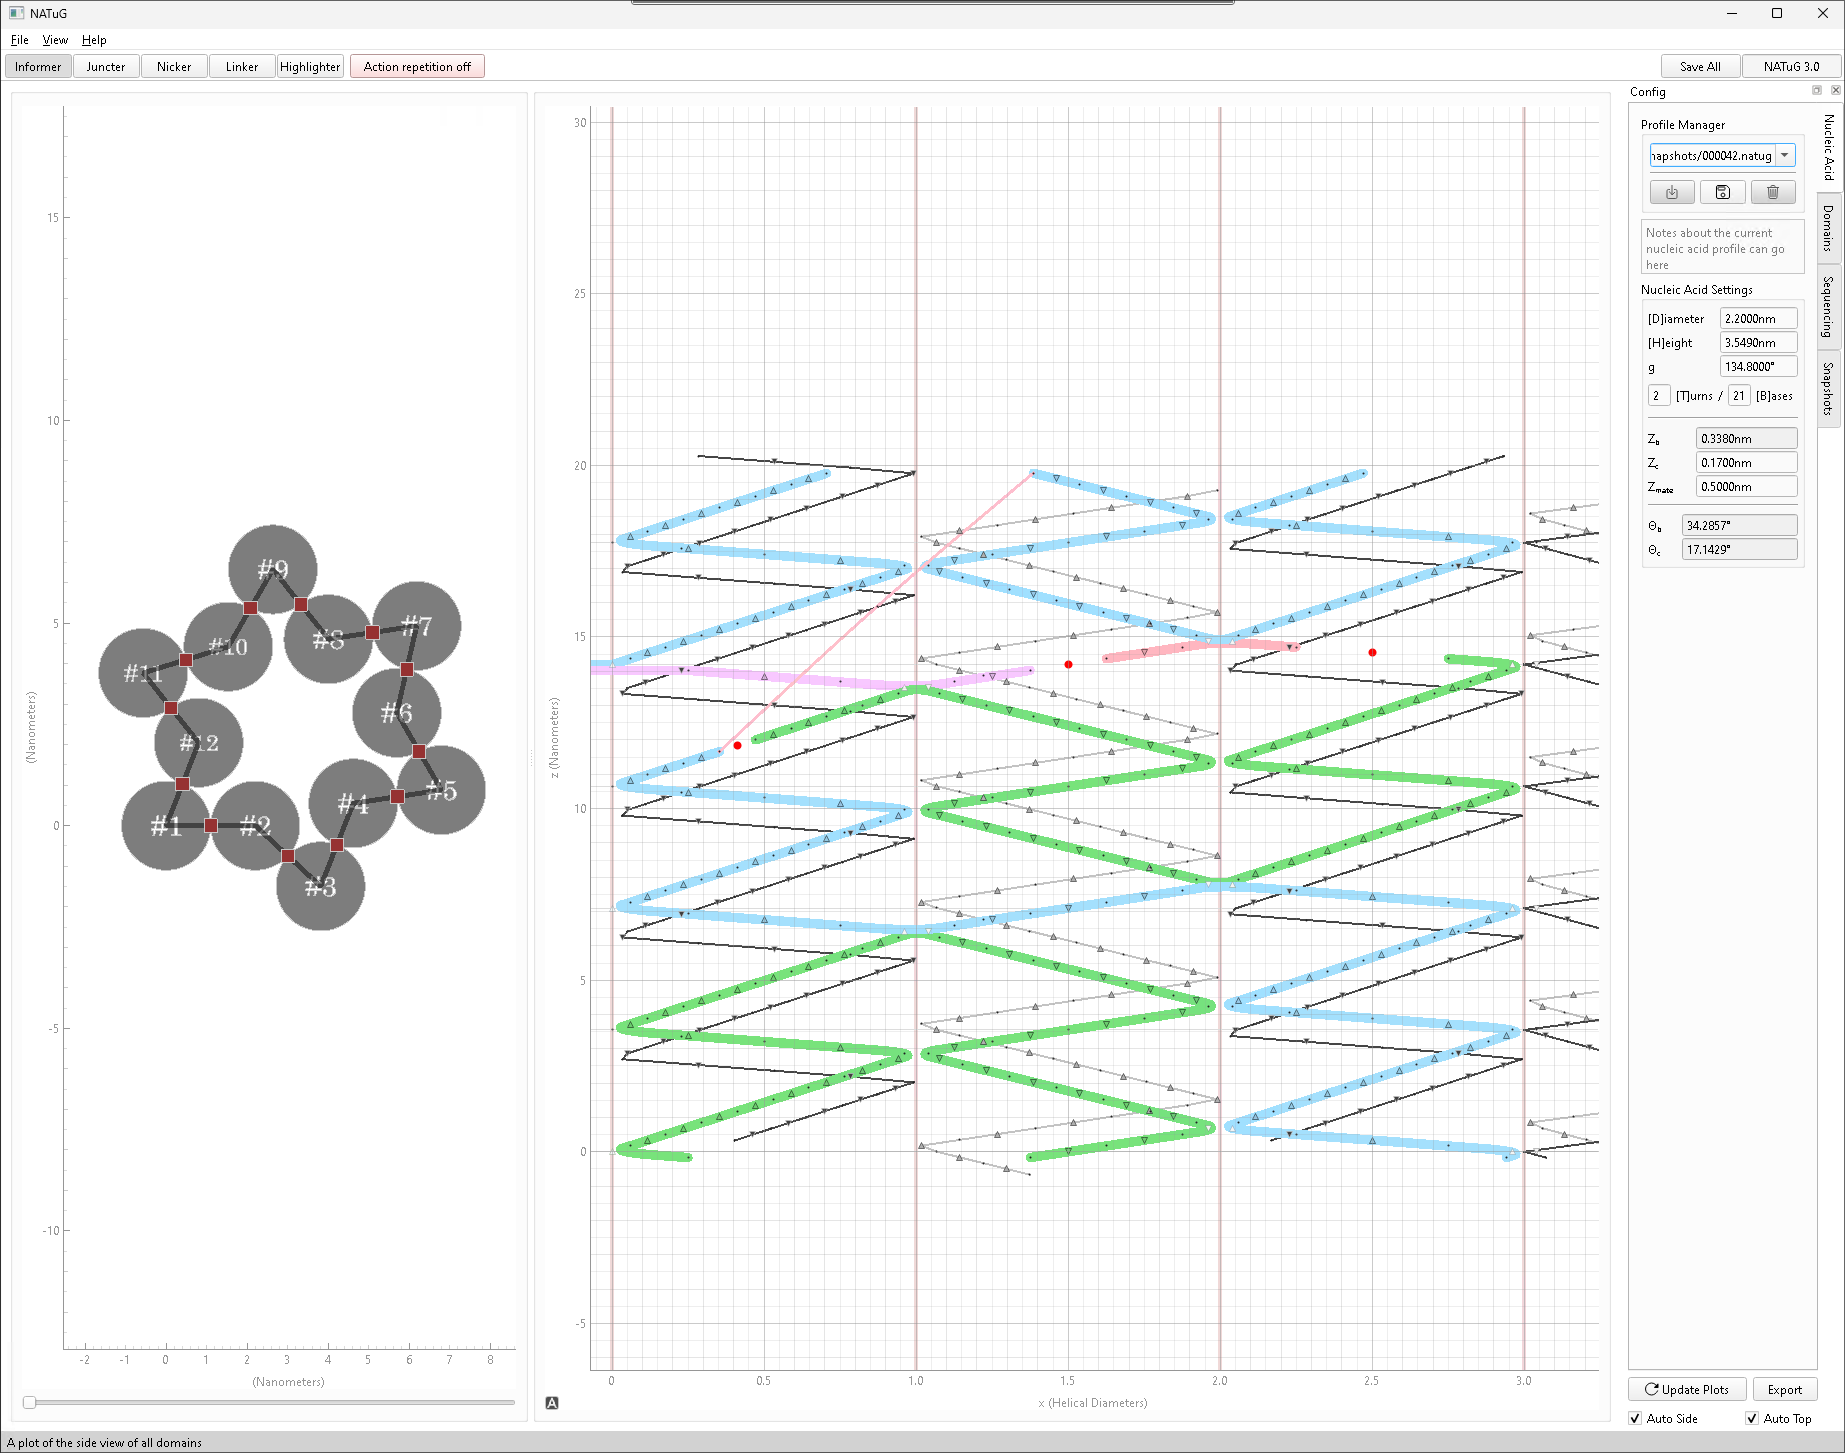 NATuG
File View Help
Informer Juncter Nicker Linker Highlighter Action repetition off Save All NATuG 3.0
Config
Profile Manager
napshots/000042.natug
Notes about the current
nucleic acid profile can go
here
Nucleic Acid Settings
[D]iameter 2.2000nm
[H]eight 3.5490nm
g 134.8000°
2 [T]urns / 21 [B]ases
Zb 0.3380nm
Zc 0.1700nm
Zmate 0.5000nm
Θb 34.2857°
Θc 17.1429°
Nucleic Acid
Domains
Sequencing
Snapshots
Update Plots Export
Auto Side Auto Top
15
10
5
0
-5
-10
(Nanometers)
-2 -1 0 1 2 3 4 5 6 7 8
(Nanometers)
#9
#7
#10 #8
#11
#6
#12
#5
#4
#1 #2
#3
30
25
20
15
10
5
0
-5
z (Nanometers)
0 0.5 1.0 1.5 2.0 2.5 3.0
x (Helical Diameters)
A
A plot of the side view of all domains